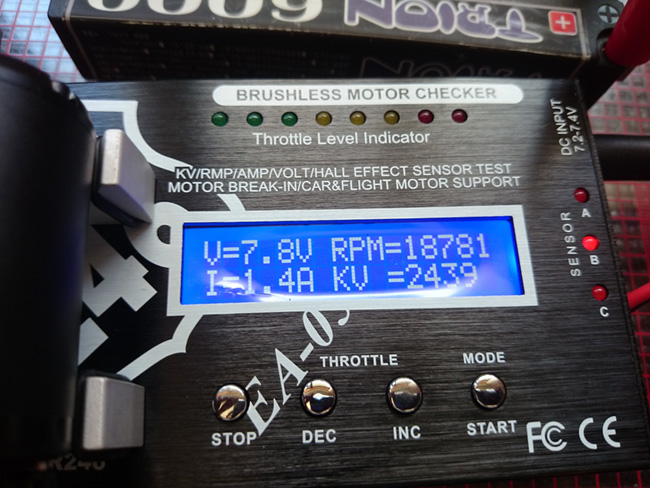 6000 TRION
BRUSHLESS MOTOR CHECKER
Throttle Level Indicator
DC INPUT
7.2-7.4V
KV/RMP/AMP/VOLT/HALL EFFECT SENSOR TEST
MOTOR BREAK-IN/CAR&FLIGHT MOTOR SUPPORT
SENSOR
A
B
C
V=7.8V RPM=18781
I=1.4A KV =2439
THROTTLE
MODE
STOP
DEC
INC
START
FC CE